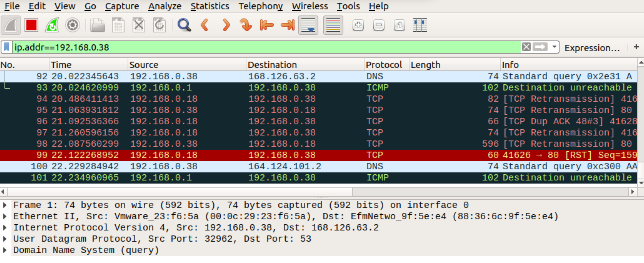 File Edit View Go Capture Analyze Statistics Telephony Wireless Tools Help
ip.addr==192.168.0.38 Expression… +
No. Time Source Destination Protocol Length Info
92 20.022345643 192.168.0.38 168.126.63.2 DNS 74 Standard query 0x2e31 A
93 20.024620999 192.168.0.1 192.168.0.38 ICMP 102 Destination unreachable
94 20.486411413 192.168.0.38 192.168.0.18 TCP 82 [TCP Retransmission] 416
95 21.063931812 192.168.0.38 192.168.0.18 TCP 74 [TCP Retransmission] 80
96 21.092536366 192.168.0.18 192.168.0.38 TCP 66 [TCP Dup ACK 48#3] 41628
97 21.260596156 192.168.0.38 192.168.0.18 TCP 74 [TCP Retransmission] 416
98 22.087560299 192.168.0.38 192.168.0.18 TCP 596 [TCP Retransmission] 80
99 22.122268952 192.168.0.18 192.168.0.38 TCP 60 41626 → 80 [RST] Seq=159
100 22.229284942 192.168.0.38 164.124.101.2 DNS 74 Standard query 0xc300 AA
101 22.234960965 192.168.0.1 192.168.0.38 ICMP 102 Destination unreachable
Frame 1: 74 bytes on wire (592 bits), 74 bytes captured (592 bits) on interface 0
Ethernet II, Src: Vmware_23:f6:5a (00:0c:29:23:f6:5a), Dst: EfmNetwo_9f:5e:e4 (88:36:6c:9f:5e:e4)
Internet Protocol Version 4, Src: 192.168.0.38, Dst: 168.126.63.2
User Datagram Protocol, Src Port: 32962, Dst Port: 53
Domain Name System (query)